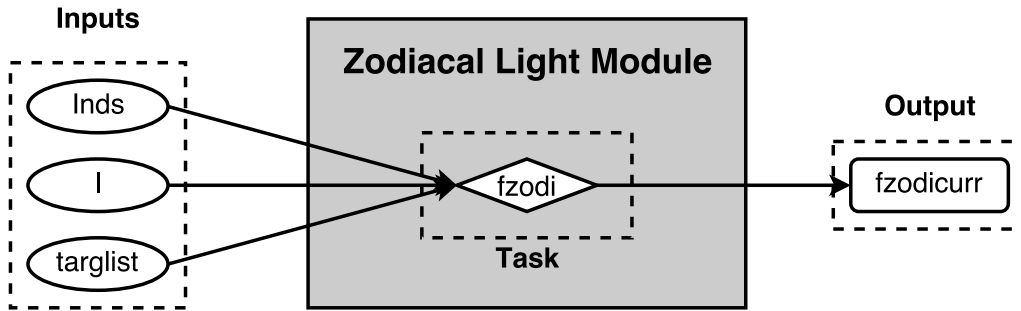 Inputs
Inds
I
targlist
Zodiacal Light Module
fzodi
Task
Output
fzodicurr